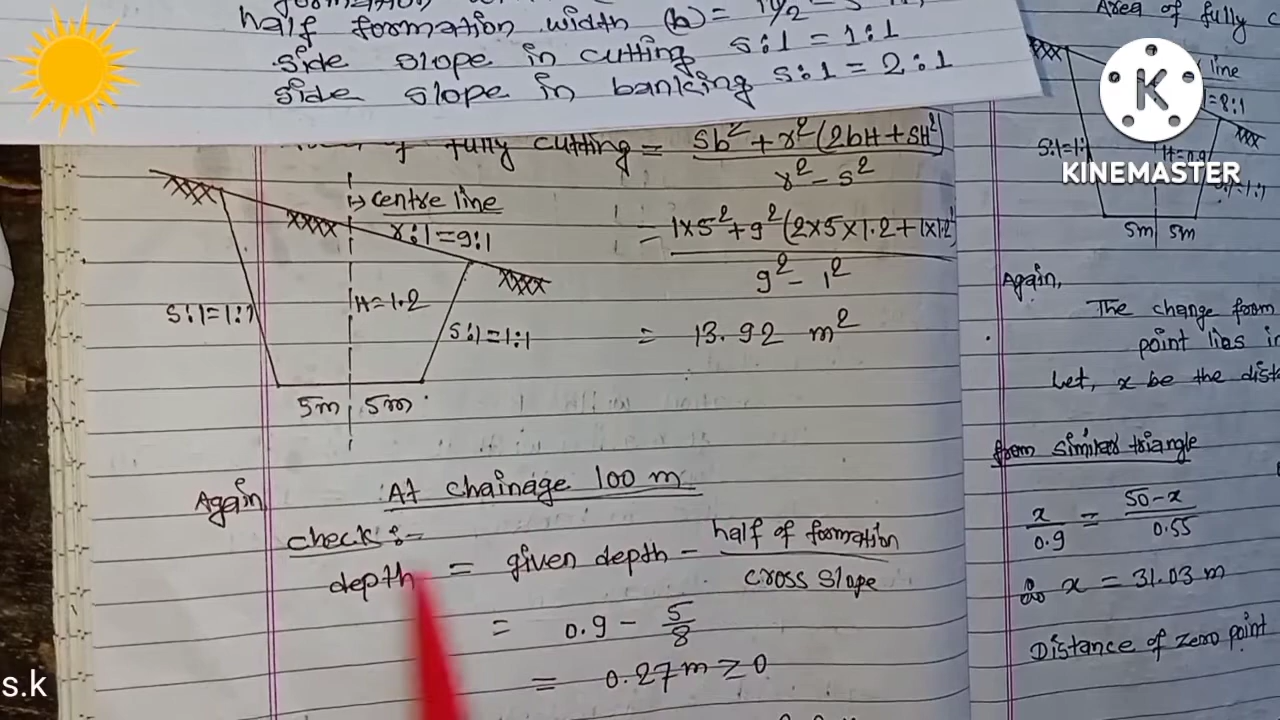 half formation width (b) =
side slope in cutting s:1 = 1:1
side slope in banking s:1 = 2:1
fully cutting = sb² + r²(2bH + sH²)
r² - s²
centre line
r:1 = 9:1
= 1×5² + 9²(2×5×1.2 + 1×1.2²
9² - 1²
S:1=1:1
H=1.2
S:1=1:1
= 13.92 m²
5m 5m
Again, At chainage 100 m
check :-
depth = given depth - half of formation
cross slope
= 0.9 - 5/8
= 0.27m ≥ 0
s.k
Area of fully
line
=8:1
S:1=1:
5m 5m
Again,
The change from
point lies
Let, x be the
from similar triangle
x/0.9 = 50-x/0.55
∴ x = 31.03 m
Distance of zero point
K
KINEMASTER